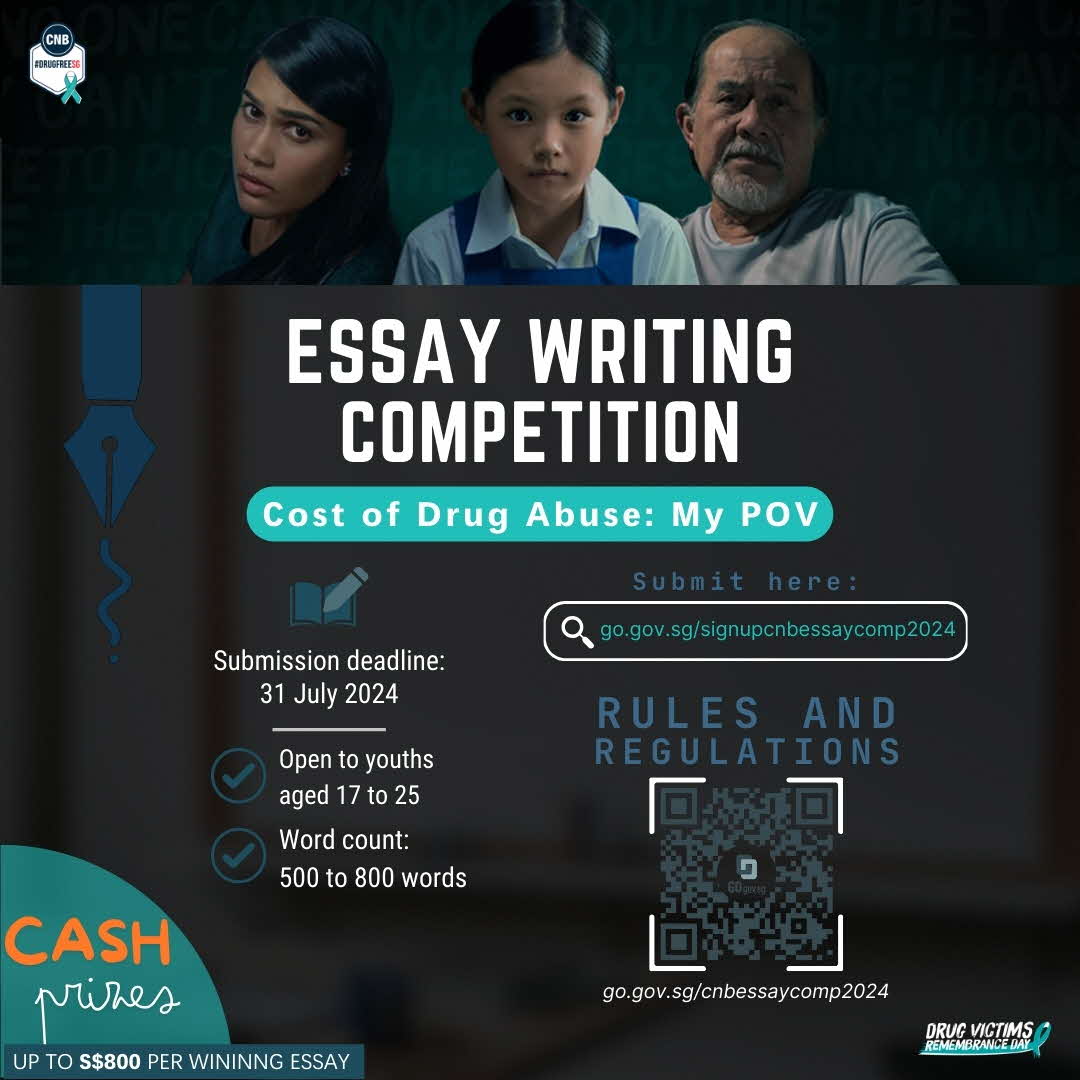 CNB
#DRUGFREESG
ESSAY WRITING
COMPETITION
Cost of Drug Abuse: My POV
Submission deadline:
31 July 2024
Open to youths
aged 17 to 25
Word count:
500 to 800 words
Submit here:
go.gov.sg/signupcnbessaycomp2024
RULES AND
REGULATIONS
GO gov.sg
go.gov.sg/cnbessaycomp2024
CASH
prizes
UP TO S$800 PER WININNG ESSAY
DRUG VICTIMS
REMEMBRANCE DAY